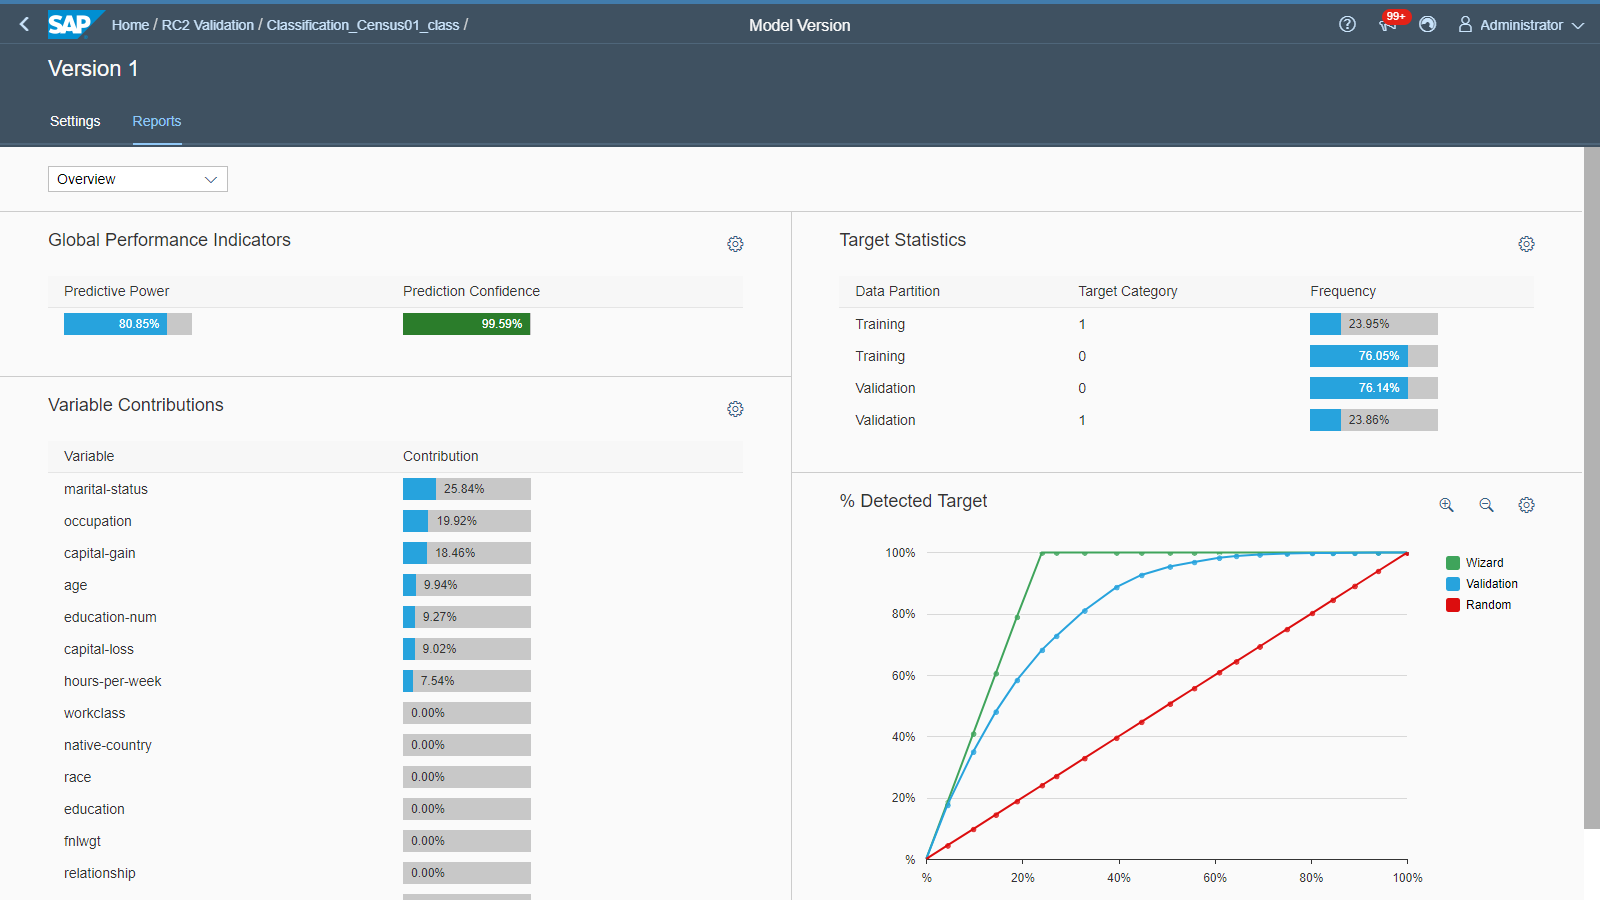 SAP Home / RC2 Validation / Classification_Census01_class / Model Version 99+ Administrator
Version 1
Settings Reports
Overview
Global Performance Indicators
Predictive Power Prediction Confidence
80.85% 99.59%
Variable Contributions
Variable Contribution
marital-status 25.84%
occupation 19.92%
capital-gain 18.46%
age 9.94%
education-num 9.27%
capital-loss 9.02%
hours-per-week 7.54%
workclass 0.00%
native-country 0.00%
race 0.00%
education 0.00%
fnlwgt 0.00%
relationship 0.00%
Target Statistics
Data Partition Target Category Frequency
Training 1 23.95%
Training 0 76.05%
Validation 0 76.14%
Validation 1 23.86%
% Detected Target
100%
80%
60%
40%
20%
%
% 20% 40% 60% 80% 100%
Wizard
Validation
Random